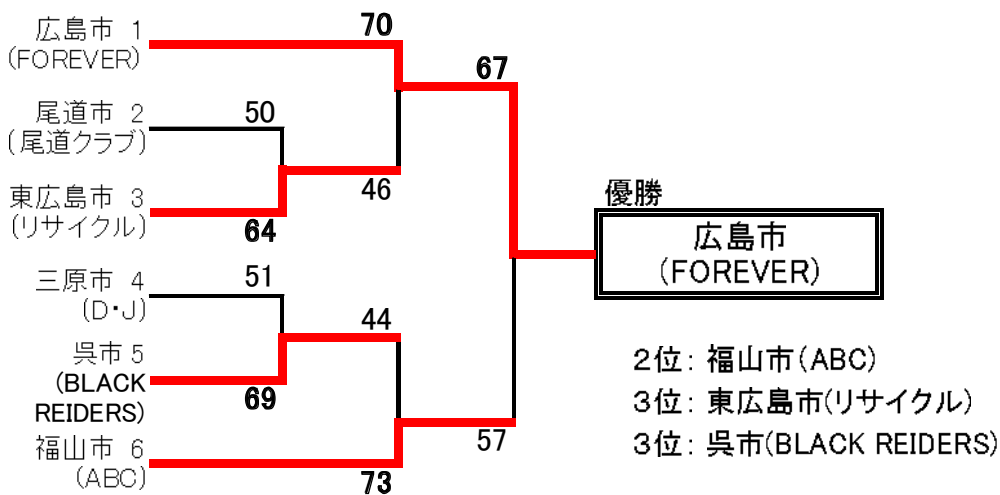 広島市 1
(FOREVER)
70
67
尾道市 2
(尾道クラブ)
50
46
東広島市 3
(リサイクル)
64
優勝
広島市
(FOREVER)
三原市 4
(D・J)
51
44
呉市 5
(BLACK
REIDERS)
69
福山市 6
(ABC)
73
57
2位: 福山市(ABC)
3位: 東広島市(リサイクル)
3位: 呉市(BLACK REIDERS)